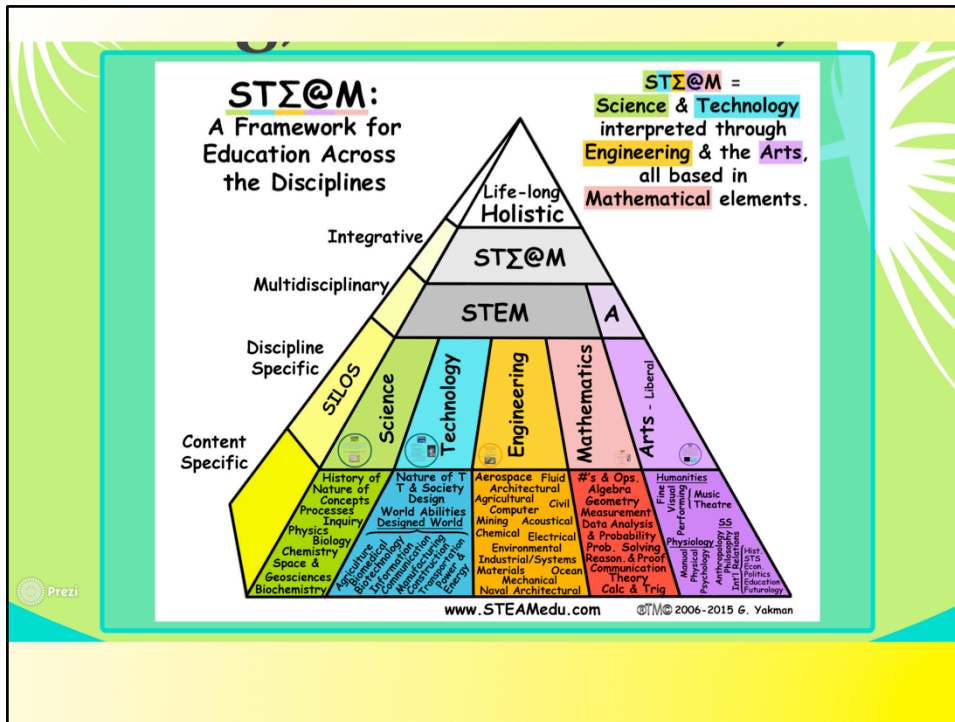 STΣ@M:
A Framework for
Education Across
the Disciplines
STΣ@M =
Science & Technology
interpreted through
Engineering & the Arts,
all based in
Mathematical elements.
Life-long
Holistic
Integrative
STΣ@M
Multidisciplinary
STEM
A
Discipline
Specific
SILOS
Science
Technology
Engineering
Mathematics
Arts - Liberal
Content
Specific
History of
Nature of
Concepts
Processes
Inquiry
Physics
Biology
Chemistry
Space &
Geosciences
Biochemistry
Nature of T
T & Society
Design
World Abilities
Designed World
Agriculture
Biomedical
Biotechnology
Information
Communication
Manufacturing
Construction
Transportation
Power &
Energy
Aerospace Fluid
Architectural
Agricultural Civil
Computer
Mining Acoustical
Chemical Electrical
Environmental
Industrial/Systems
Materials Ocean
Mechanical
Naval Architectural
#'s & Ops.
Algebra
Geometry
Measurement
Data Analysis
& Probability
Prob. Solving
Reason. & Proof
Communication
Theory
Calc & Trig
Humanities
Fine
Visual
Performing
Music
Theatre
SS
Physiology
Manual
Physical
Psychology
Anthropology
Philosophy
Int'l Relations
Hist.
STS
Econ.
Politics
Education
Futurology
Prezi
www.STEAMedu.com
®TM© 2006-2015 G. Yakman